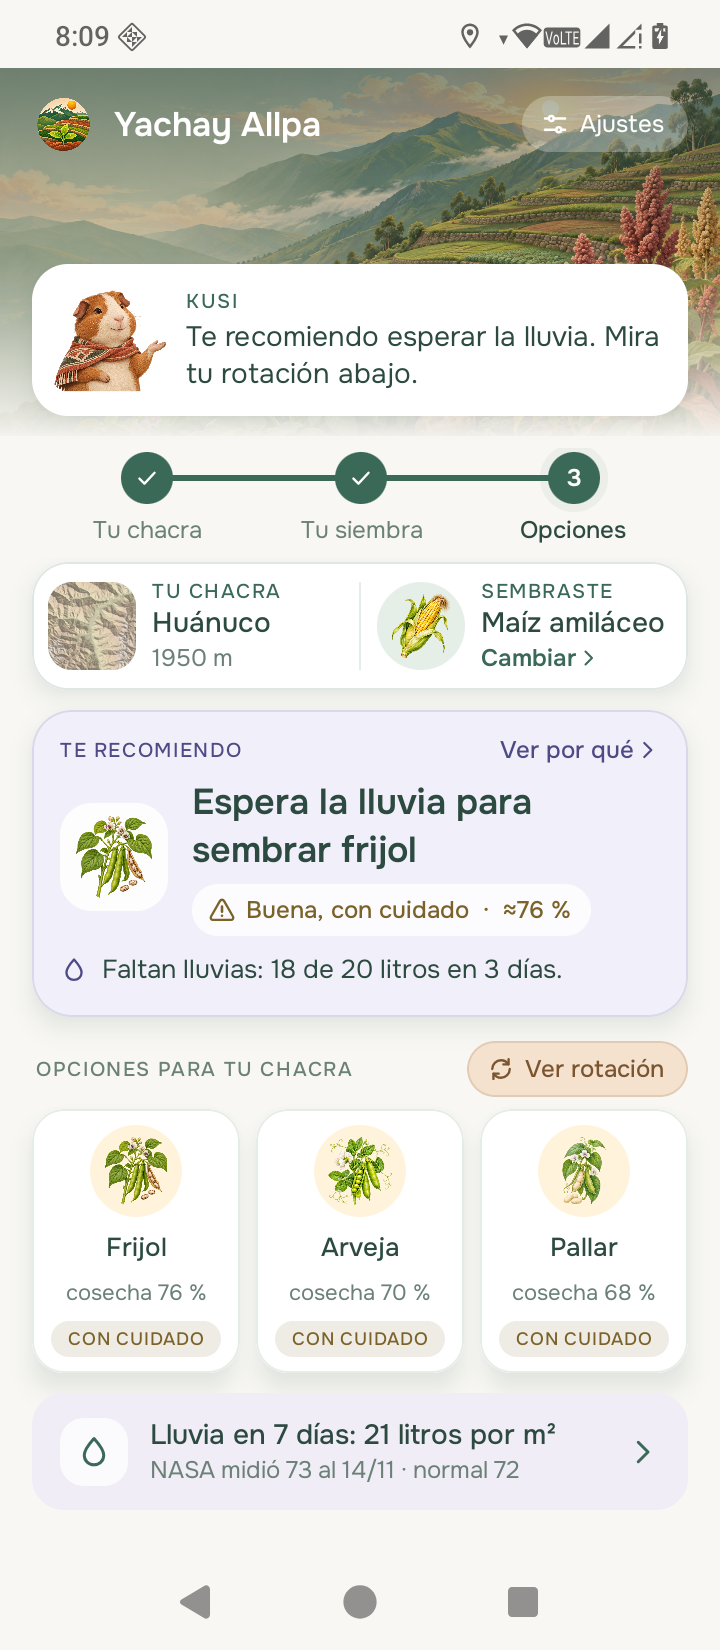 8:09
VoLTE
Yachay Allpa
Ajustes
KUSI
Te recomiendo esperar la lluvia. Mira
tu rotación abajo.
3
Tu chacra
Tu siembra
Opciones
TU CHACRA
Huánuco
1950 m
SEMBRASTE
Maíz amiláceo
Cambiar
TE RECOMIENDO
Ver por qué
Espera la lluvia para
sembrar frijol
Buena, con cuidado · ≈76 %
Faltan lluvias: 18 de 20 litros en 3 días.
OPCIONES PARA TU CHACRA
Ver rotación
Frijol
cosecha 76 %
CON CUIDADO
Arveja
cosecha 70 %
CON CUIDADO
Pallar
cosecha 68 %
CON CUIDADO
Lluvia en 7 días: 21 litros por m²
NASA midió 73 al 14/11 · normal 72